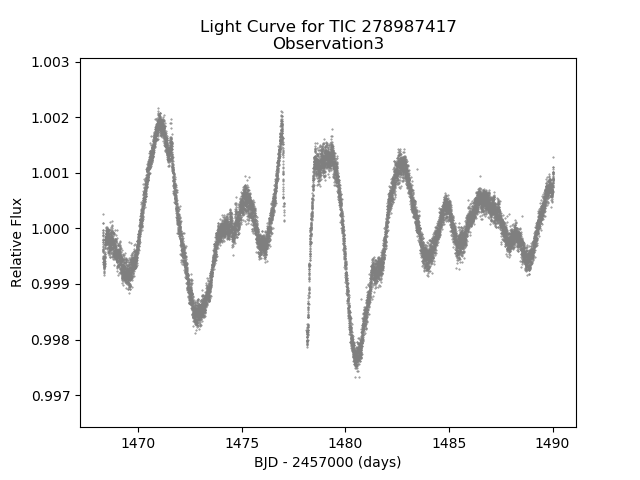 Light Curve for TIC 278987417
Observation3
1.003
1.002
1.001
1.000
0.999
0.998
0.997
Relative Flux
1470 1475 1480 1485 1490
BJD - 2457000 (days)